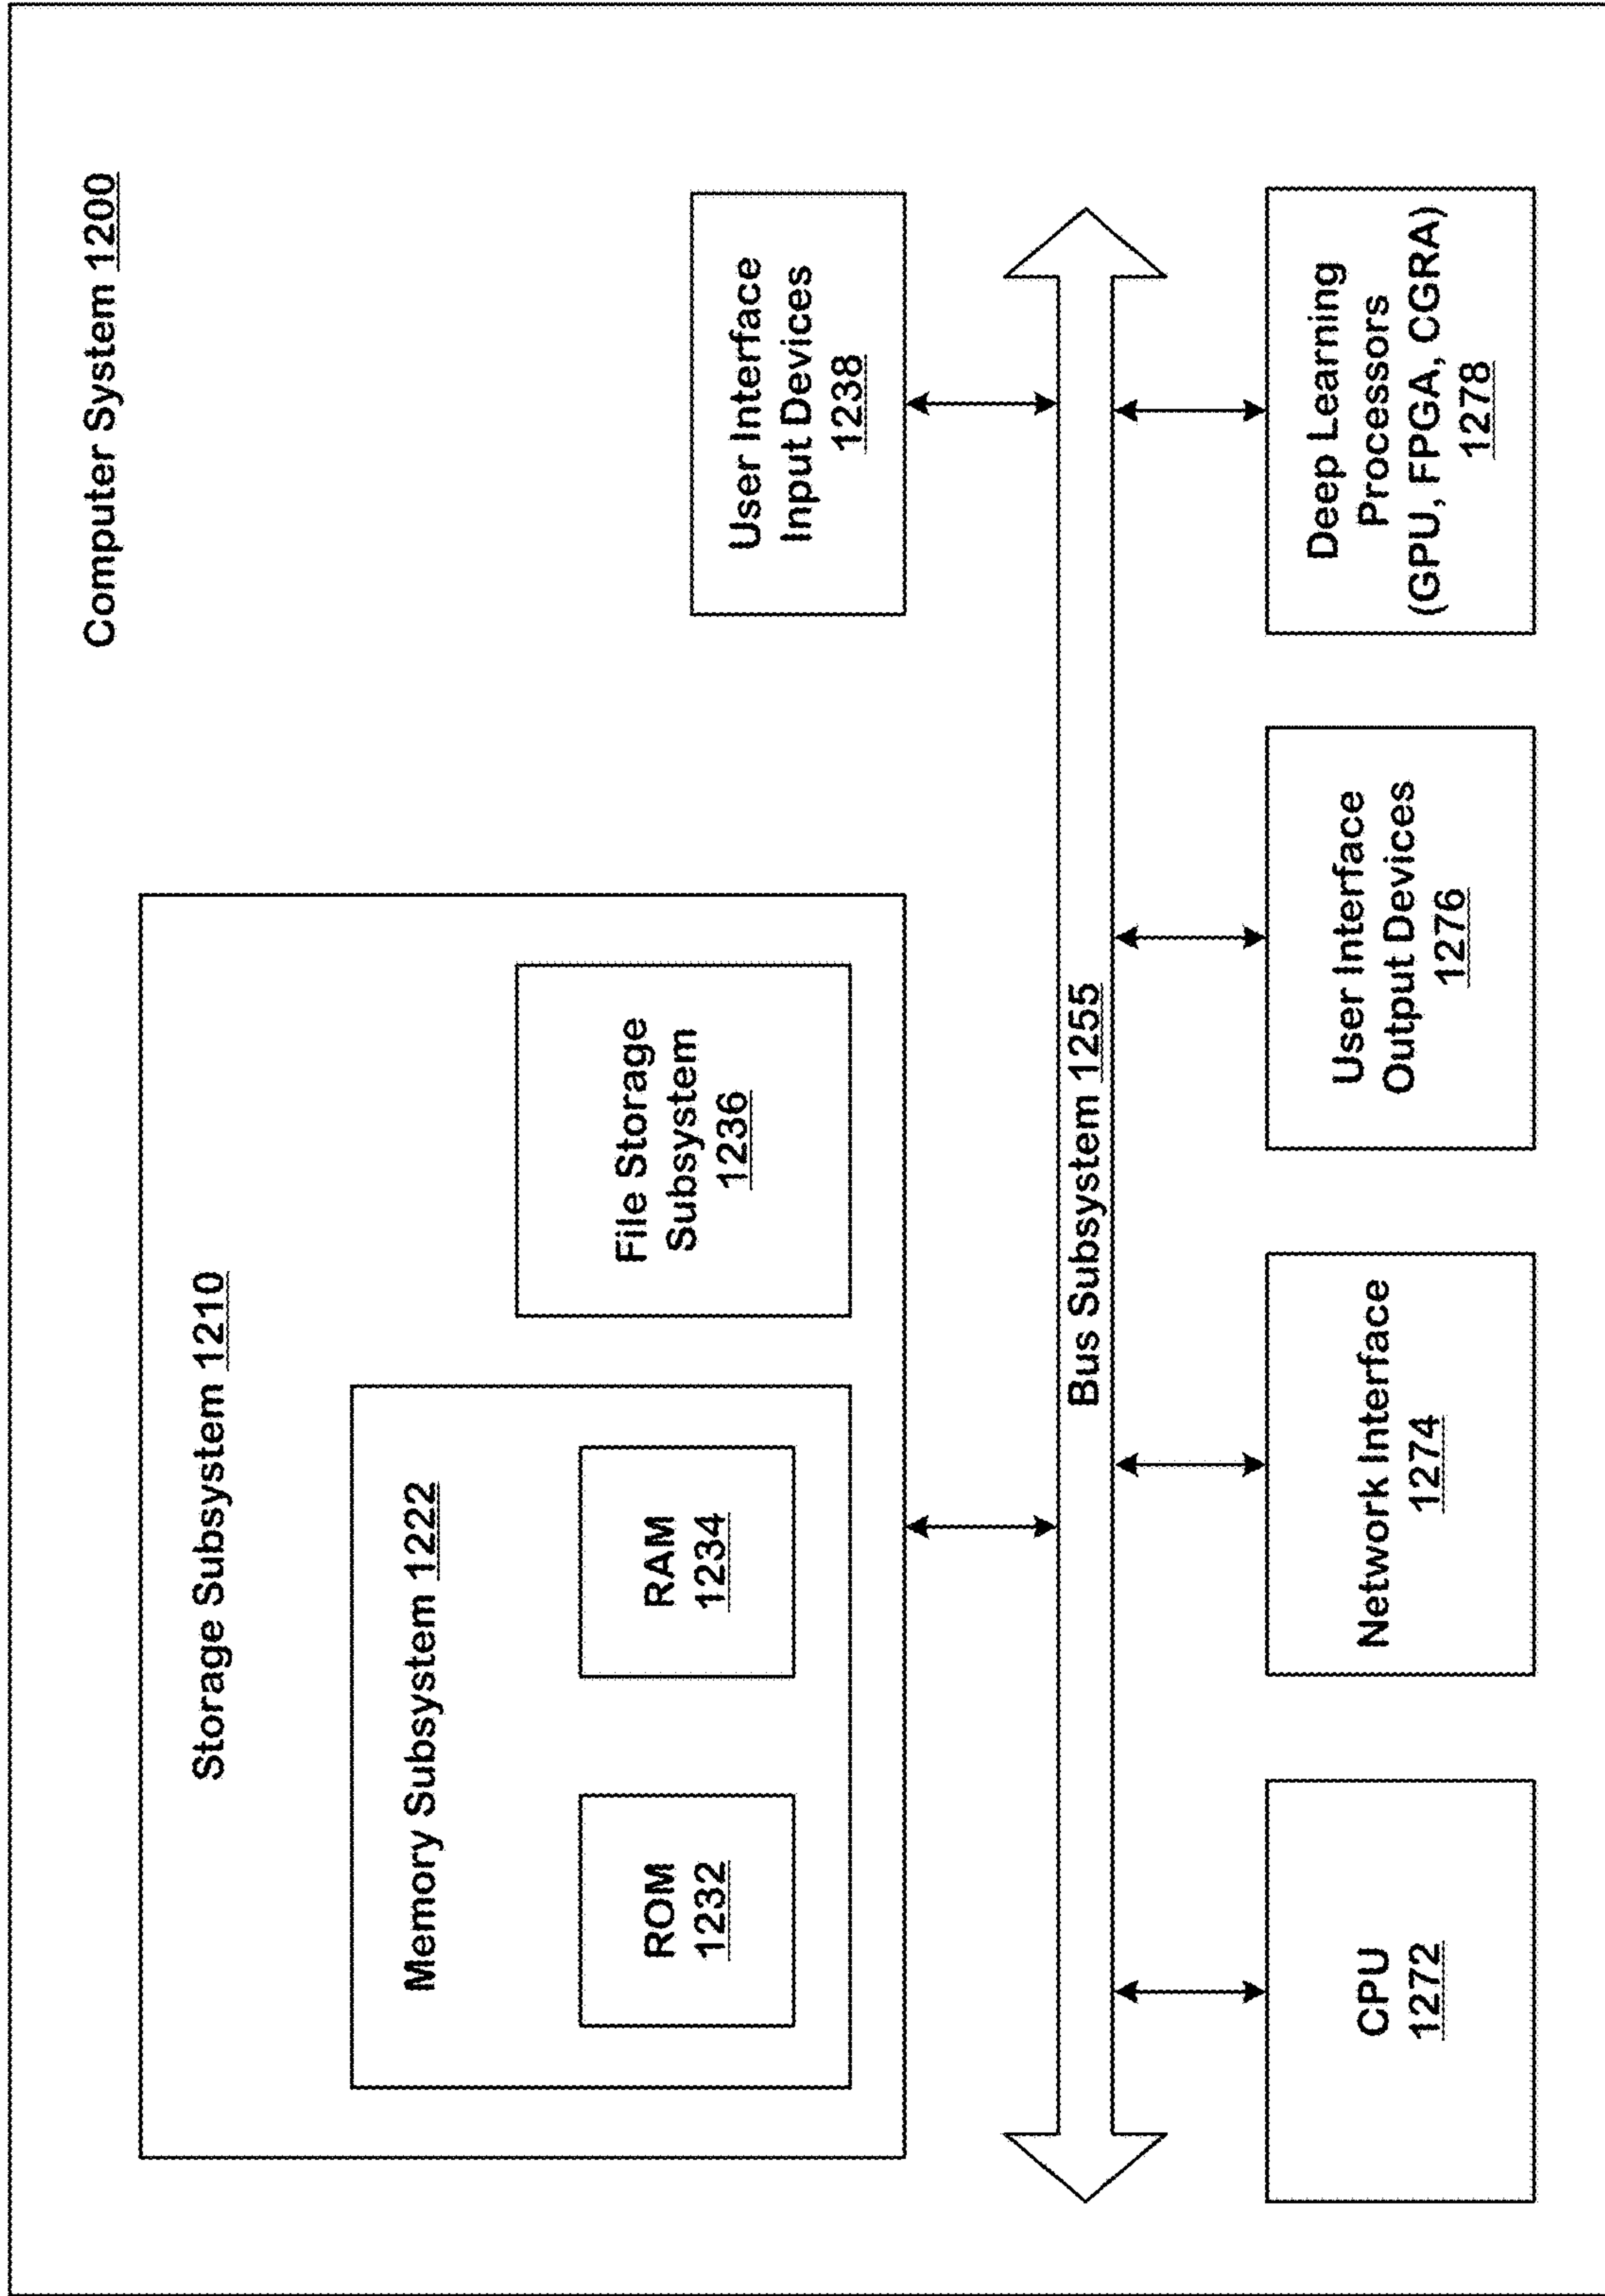 Computer System 1200
Storage Subsystem 1210
Memory Subsystem 1222
ROM
1232
RAM
1234
File Storage
Subsystem
1236
User Interface
Input Devices
1238
Bus Subsystem 1255
CPU
1272
Network Interface
1274
User Interface
Output Devices
1276
Deep Learning
Processors
(GPU, FPGA, CGRA)
1278